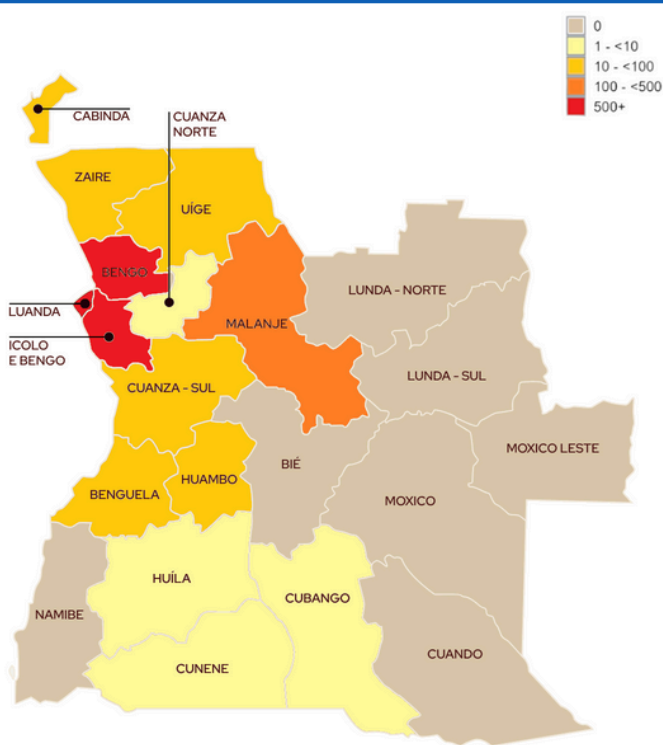 0
1 - <10
10 - <100
100 - <500
500+
CABINDA
CUANZA
NORTE
ZAIRE
UÍGE
BENGO
LUNDA - NORTE
LUANDA
MALANJE
ICOLO
E BENGO
LUNDA - SUL
CUANZA - SUL
MOXICO LESTE
BIÉ
HUAMBO
BENGUELA
MOXICO
HUÍLA
CUBANGO
NAMIBE
CUANDO
CUNENE